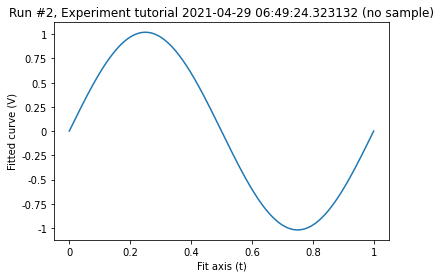 Run #2, Experiment tutorial 2021-04-29 06:49:24.323132 (no sample)
1
0.75
0.5
0.25
0
-0.25
-0.5
-0.75
-1
Fitted curve (V)
0 0.2 0.4 0.6 0.8 1
Fit axis (t)